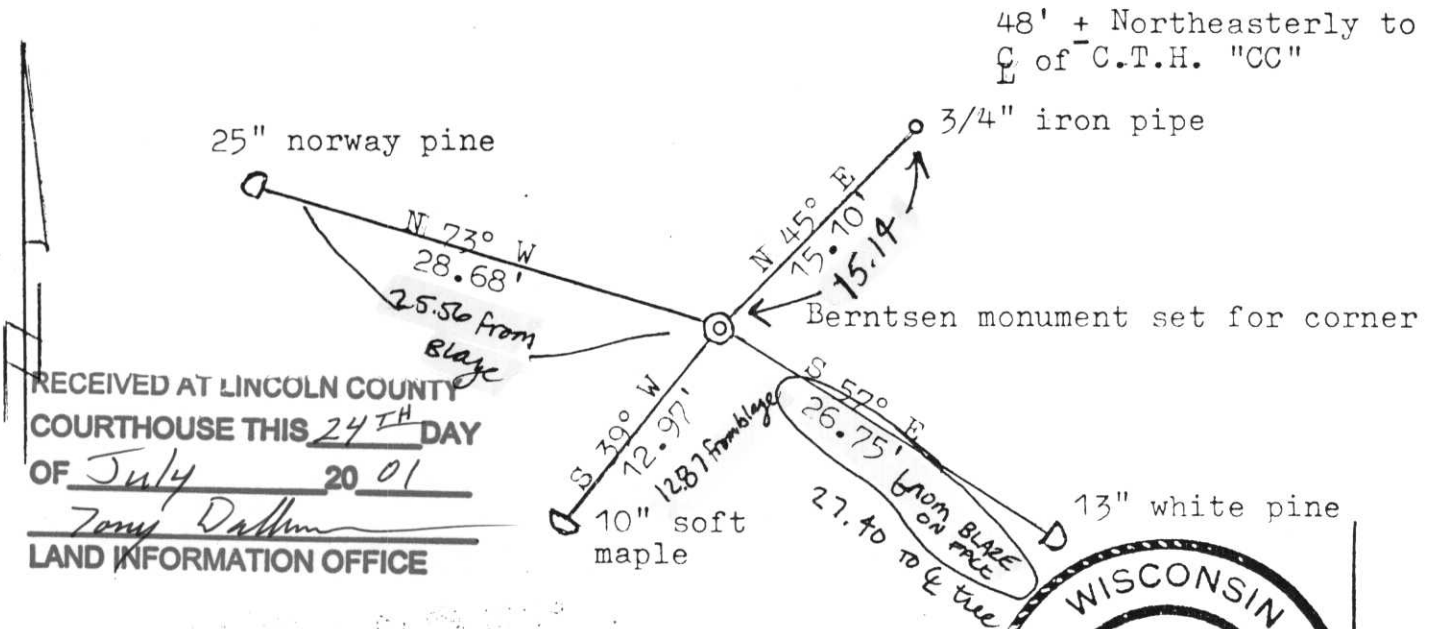 48' ± Northeasterly to
℄ of C.T.H. "CC"
3/4" iron pipe
25" norway pine
N 73° W
28.68'
25.56 from
Blaze
N 45° E
15.10'
15.14
Berntsen monument set for corner
S 39° W
12.97'
12.87 from blaze
10" soft
maple
S 57° E
26.75' from BLAZE
ON FACE
27.40 TO ℄ tree
13" white pine
RECEIVED AT LINCOLN COUNTY
COURTHOUSE THIS 24TH DAY
OF July 20 01
Tony
LAND INFORMATION OFFICE
WISCONSIN